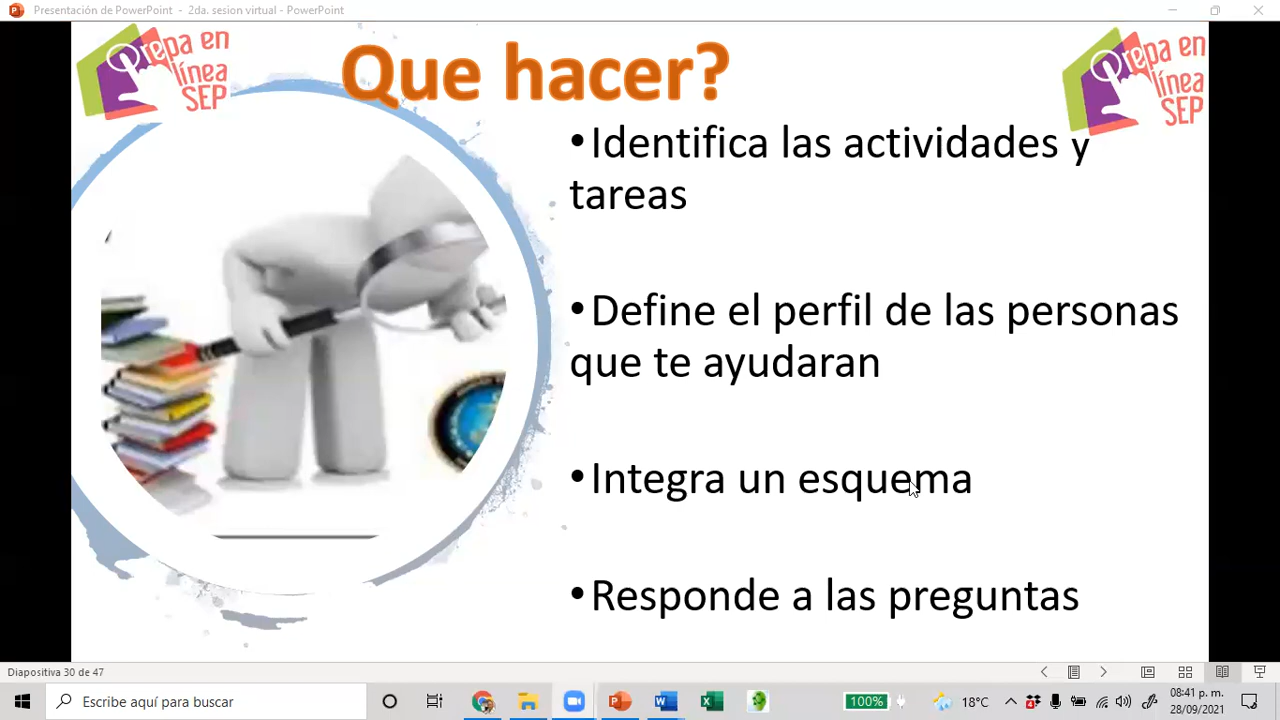 Presentación de PowerPoint - 2da. sesion virtual - PowerPoint
Prepa en
línea
SEP
Que hacer?
Prepa en
línea
SEP
•Identifica las actividades y
tareas
•Define el perfil de las personas
que te ayudaran
•Integra un esquema
•Responde a las preguntas
Diapositiva 30 de 47
Escribe aquí para buscar
100%
18°C
08:41 p. m.
28/09/2021